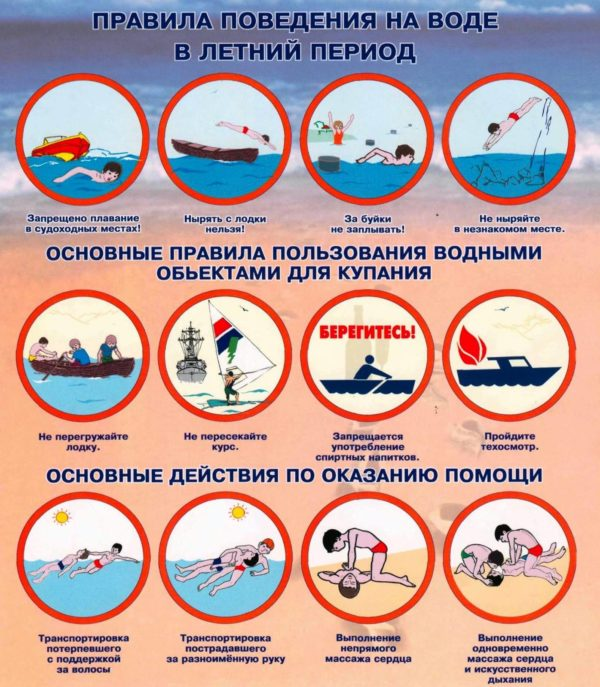 ПРАВИЛА ПОВЕДЕНИЯ НА ВОДЕ
В ЛЕТНИЙ ПЕРИОД
Запрещено плавание
в судоходных местах!
Нырять с лодки
нельзя!
За буйки
не заплывать!
Не ныряйте
в незнакомом месте.
ОСНОВНЫЕ ПРАВИЛА ПОЛЬЗОВАНИЯ ВОДНЫМИ
ОБЬЕКТАМИ ДЛЯ КУПАНИЯ
БЕРЕГИТЕСЬ!
Не перегружайте
лодку.
Не пересекайте
курс.
Запрещается
употребление
спиртных напитков.
Пройдите
техосмотр.
ОСНОВНЫЕ ДЕЙСТВИЯ ПО ОКАЗАНИЮ ПОМОЩИ
Транспортировка
потерпевшего
с поддержкой
за волосы
Транспортировка
пострадавшего
за разноимённую руку
Выполнение
непрямого
массажа сердца
Выполнение
одновременно
массажа сердца
и искусственного
дыхания